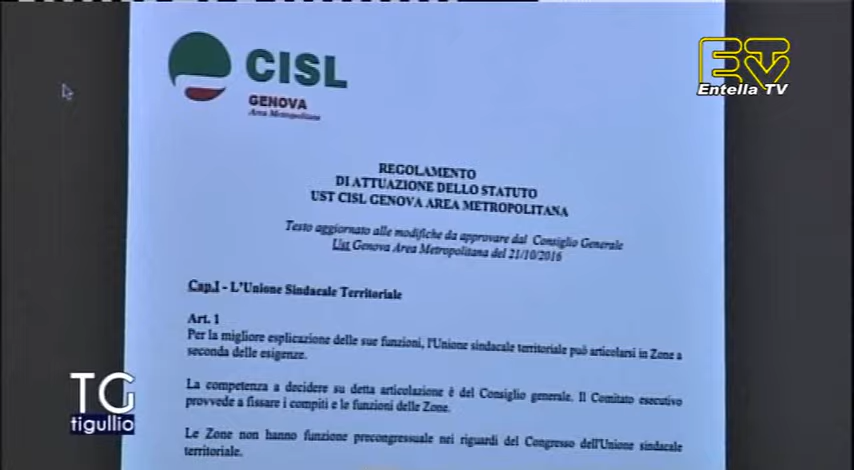 CISL
GENOVA
Area Metropolitana
ETV
Entella TV
REGOLAMENTO
DI ATTUAZIONE DELLO STATUTO
UST CISL GENOVA AREA METROPOLITANA
Testo aggiornato alle modifiche da approvare dal Consiglio Generale
Ust Genova Area Metropolitana del 21/10/2016
Cap.I - L'Unione Sindacale Territoriale
Art. 1
Per la migliore esplicazione delle sue funzioni, l'Unione sindacale territoriale può articolarsi in Zone a
seconda delle esigenze.
La competenza a decidere su detta articolazione è del Consiglio generale. Il Comitato esecutivo
provvede a fissare i compiti e le funzioni delle Zone.
Le Zone non hanno funzione precongressuale nei riguardi del Congresso dell'Unione sindacale
territoriale.
TG
tigullio